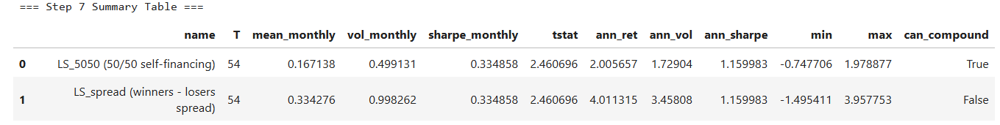 === Step 7 Summary Table ===
name T mean_monthly vol_monthly sharpe_monthly tstat ann_ret ann_vol ann_sharpe min max can_compound
0 LS_5050 (50/50 self-financing) 54 0.167138 0.499131 0.334858 2.460696 2.005657 1.72904 1.159983 -0.747706 1.978877 True
1 LS_spread (winners - losers spread) 54 0.334276 0.998262 0.334858 2.460696 4.011315 3.45808 1.159983 -1.495411 3.957753 False